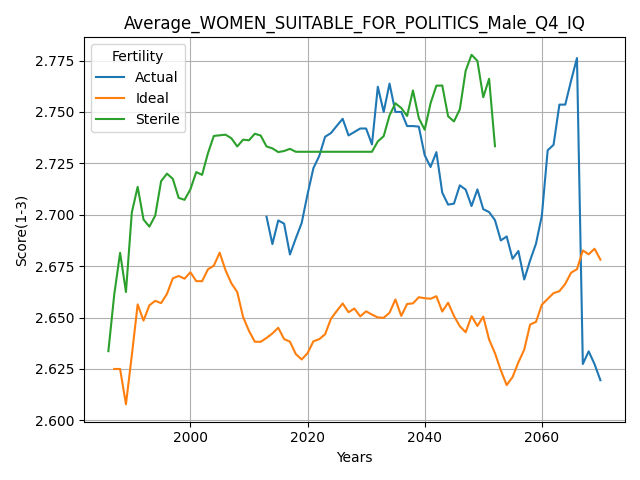 Average_WOMEN_SUITABLE_FOR_POLITICS_Male_Q4_IQ
Fertility
Actual
Ideal
Sterile
Score(1-3)
2.775
2.750
2.725
2.700
2.675
2.650
2.625
2.600
2000
2020
2040
2060
Years